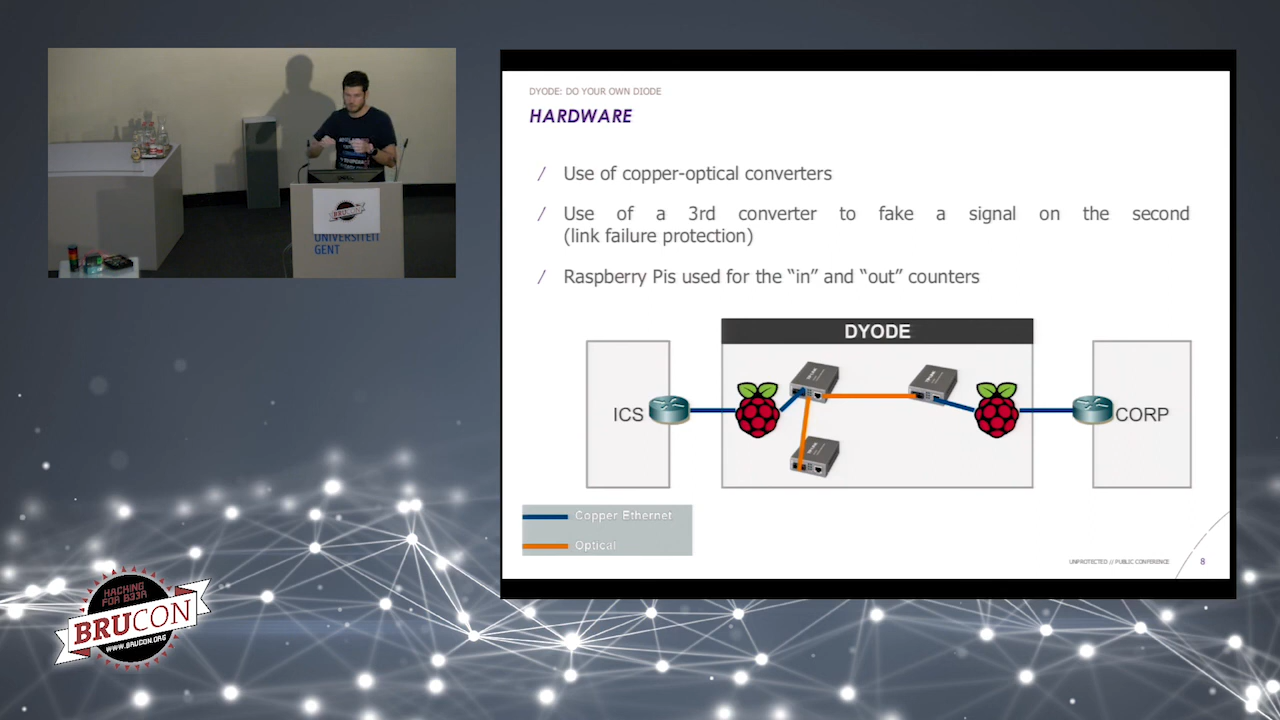 DYODE: DO YOUR OWN DIODE
HARDWARE
/ Use of copper-optical converters
/ Use of a 3rd converter to fake a signal on the second
(link failure protection)
/ Raspberry Pis used for the “in” and “out” counters
DYODE
ICS
CORP
Copper Ethernet
Optical
UNPROTECTED // PUBLIC CONFERENCE
8
BRUCON
UNIVERSITEIT
GENT
HACKING
FOR B33R
BRUCON
WWW.BRUCON.ORG